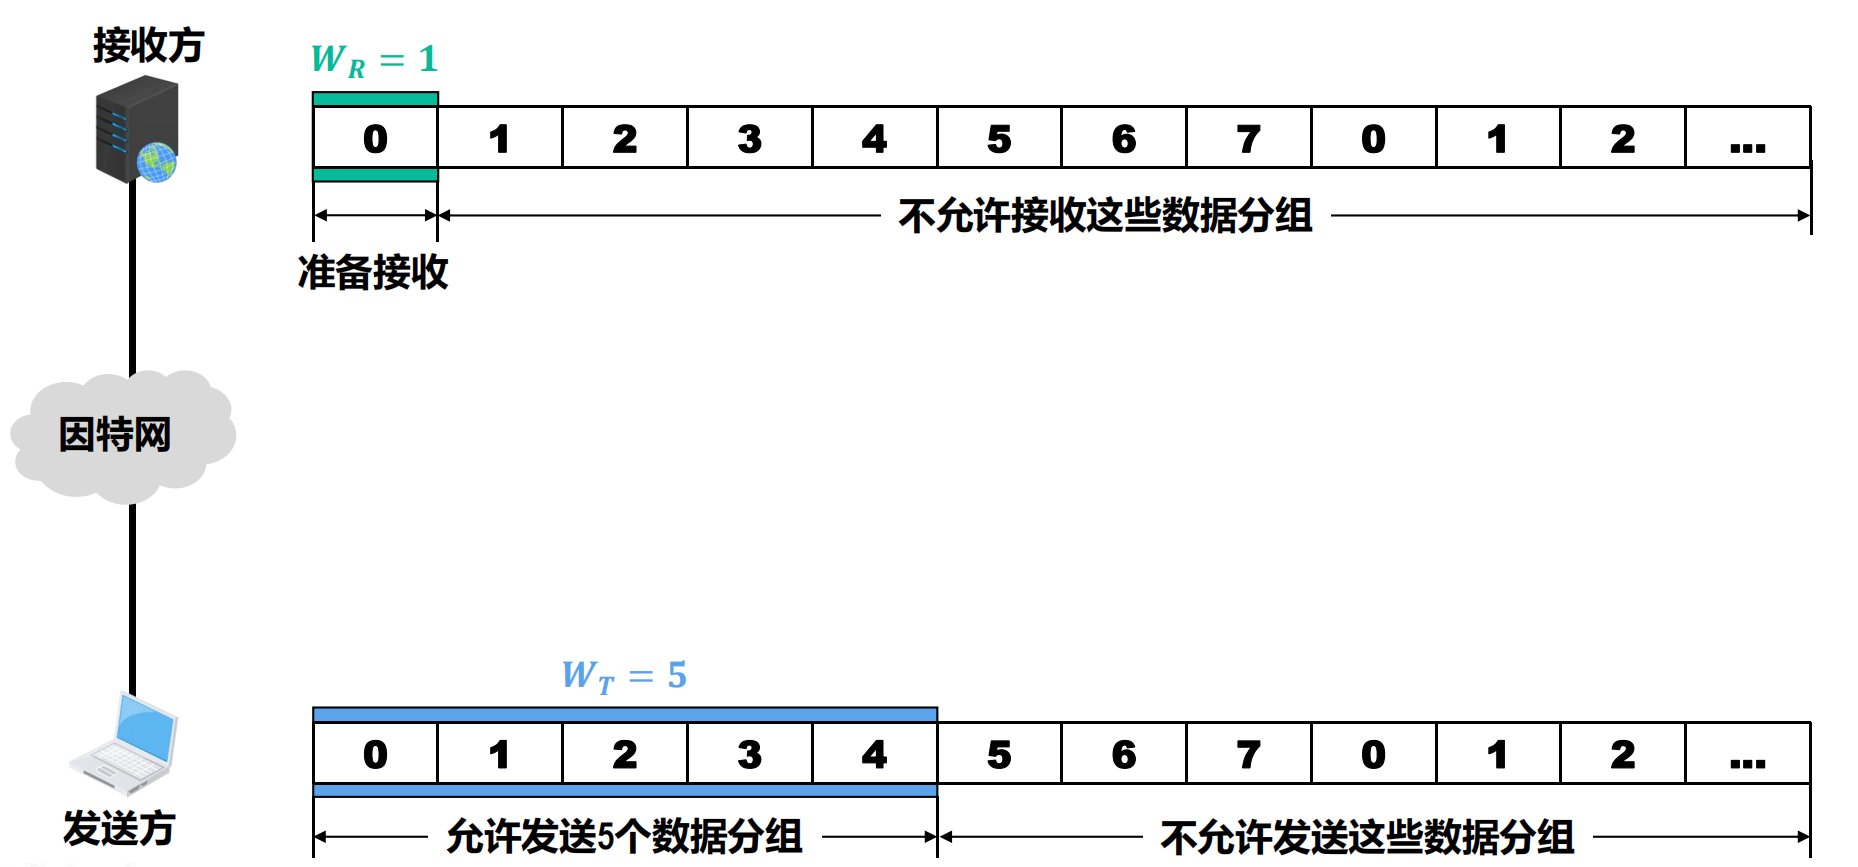 接收方
W_R = 1
0 1 2 3 4 5 6 7 0 1 2 ...
不允许接收这些数据分组
准备接收
因特网
W_T = 5
0 1 2 3 4 5 6 7 0 1 2 ...
发送方
允许发送5个数据分组
不允许发送这些数据分组